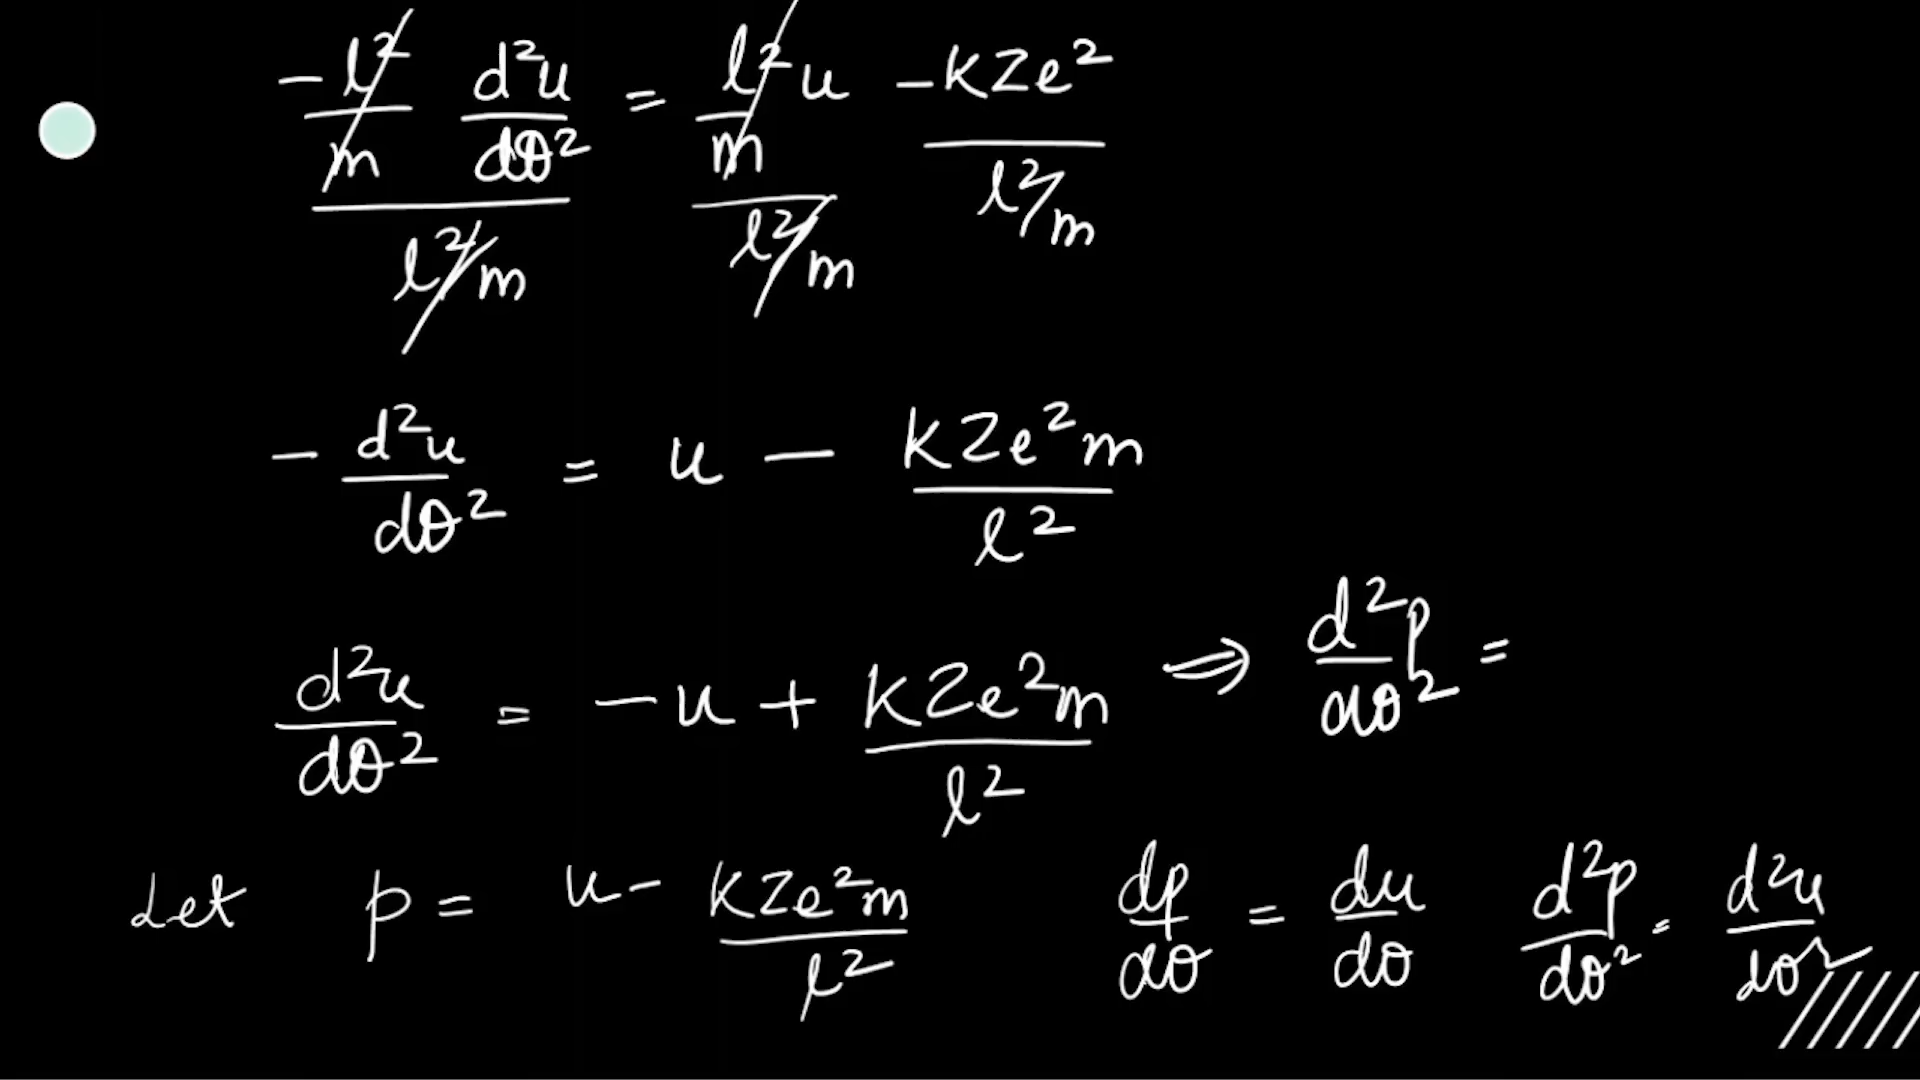 -l²/m d²u/dθ² / l²/m = l²/m u / l²/m - kZe² / l²/m
- d²u/dθ² = u - kZe²m/l²
d²u/dθ² = -u + kZe²m/l² ⇒ d²p/dθ² =
Let p = u - kZe²m/l² dp/dθ = du/dθ d²p/dθ² = d²u/dθ²